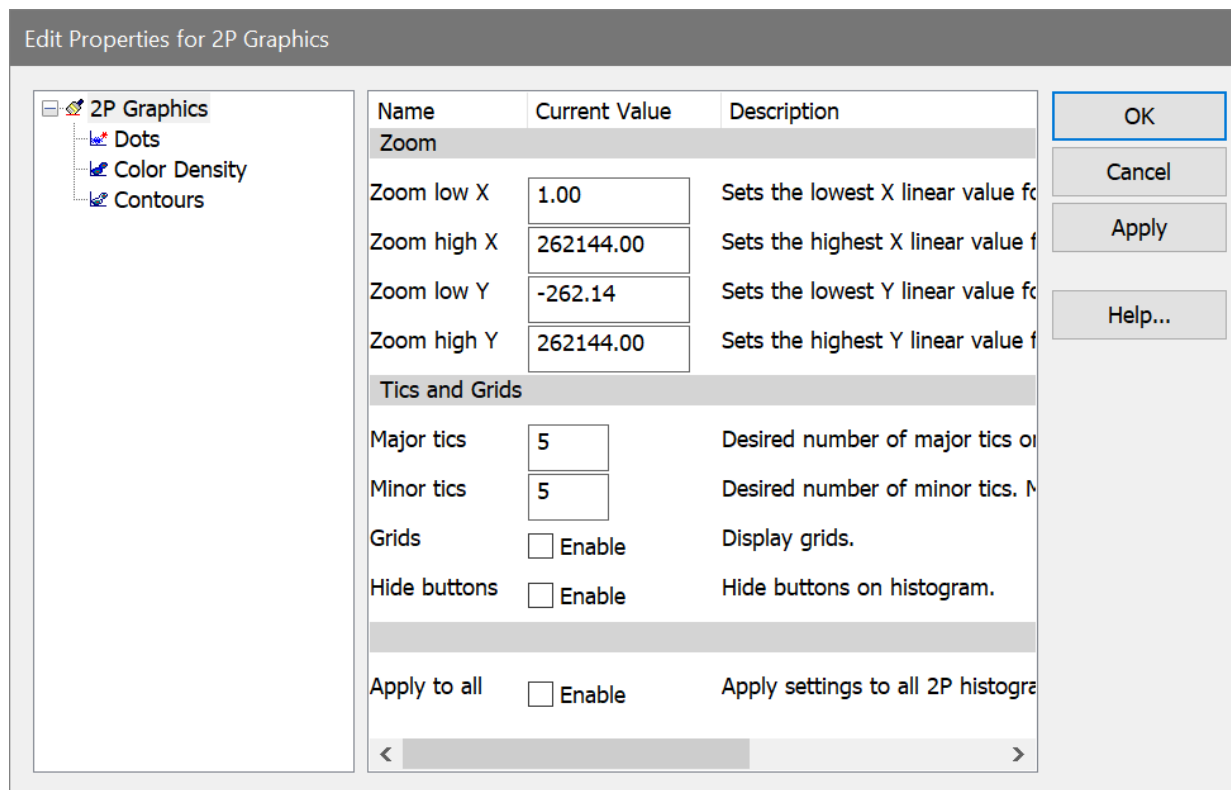 Edit Properties for 2P Graphics
2P Graphics
Dots
Color Density
Contours
Name Current Value Description
Zoom
Zoom low X 1.00 Sets the lowest X linear value fo
Zoom high X 262144.00 Sets the highest X linear value f
Zoom low Y -262.14 Sets the lowest Y linear value fo
Zoom high Y 262144.00 Sets the highest Y linear value f
Tics and Grids
Major tics 5 Desired number of major tics on
Minor tics 5 Desired number of minor tics. M
Grids Enable Display grids.
Hide buttons Enable Hide buttons on histogram.
Apply to all Enable Apply settings to all 2P histogra
OK
Cancel
Apply
Help...